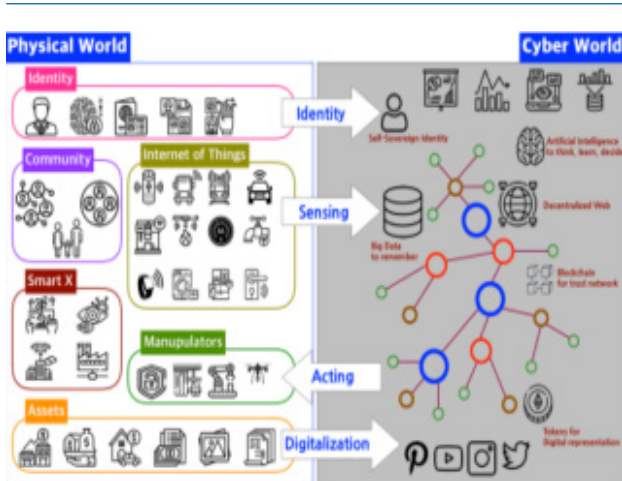 Physical World
Cyber World
Identity
Identity
Self-Sovereign Identity
Artificial Intelligence
to think, learn, decide
Community
Internet of Things
Sensing
Decentralized Web
Big Data
to remember
Blockchain
for trust network
Smart X
Manupulators
Acting
Assets
Digitalization
Tokens for
Digital representation